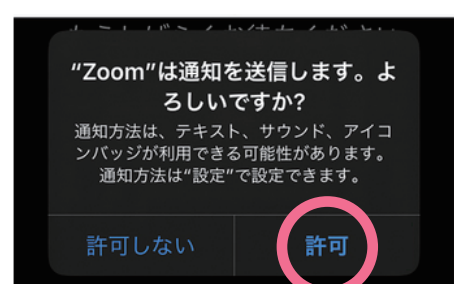 “Zoom”は通知を送信します。よ
ろしいですか?
通知方法は、テキスト、サウンド、アイコ
ンバッジが利用できる可能性があります。
通知方法は“設定”で設定できます。
許可しない
許可